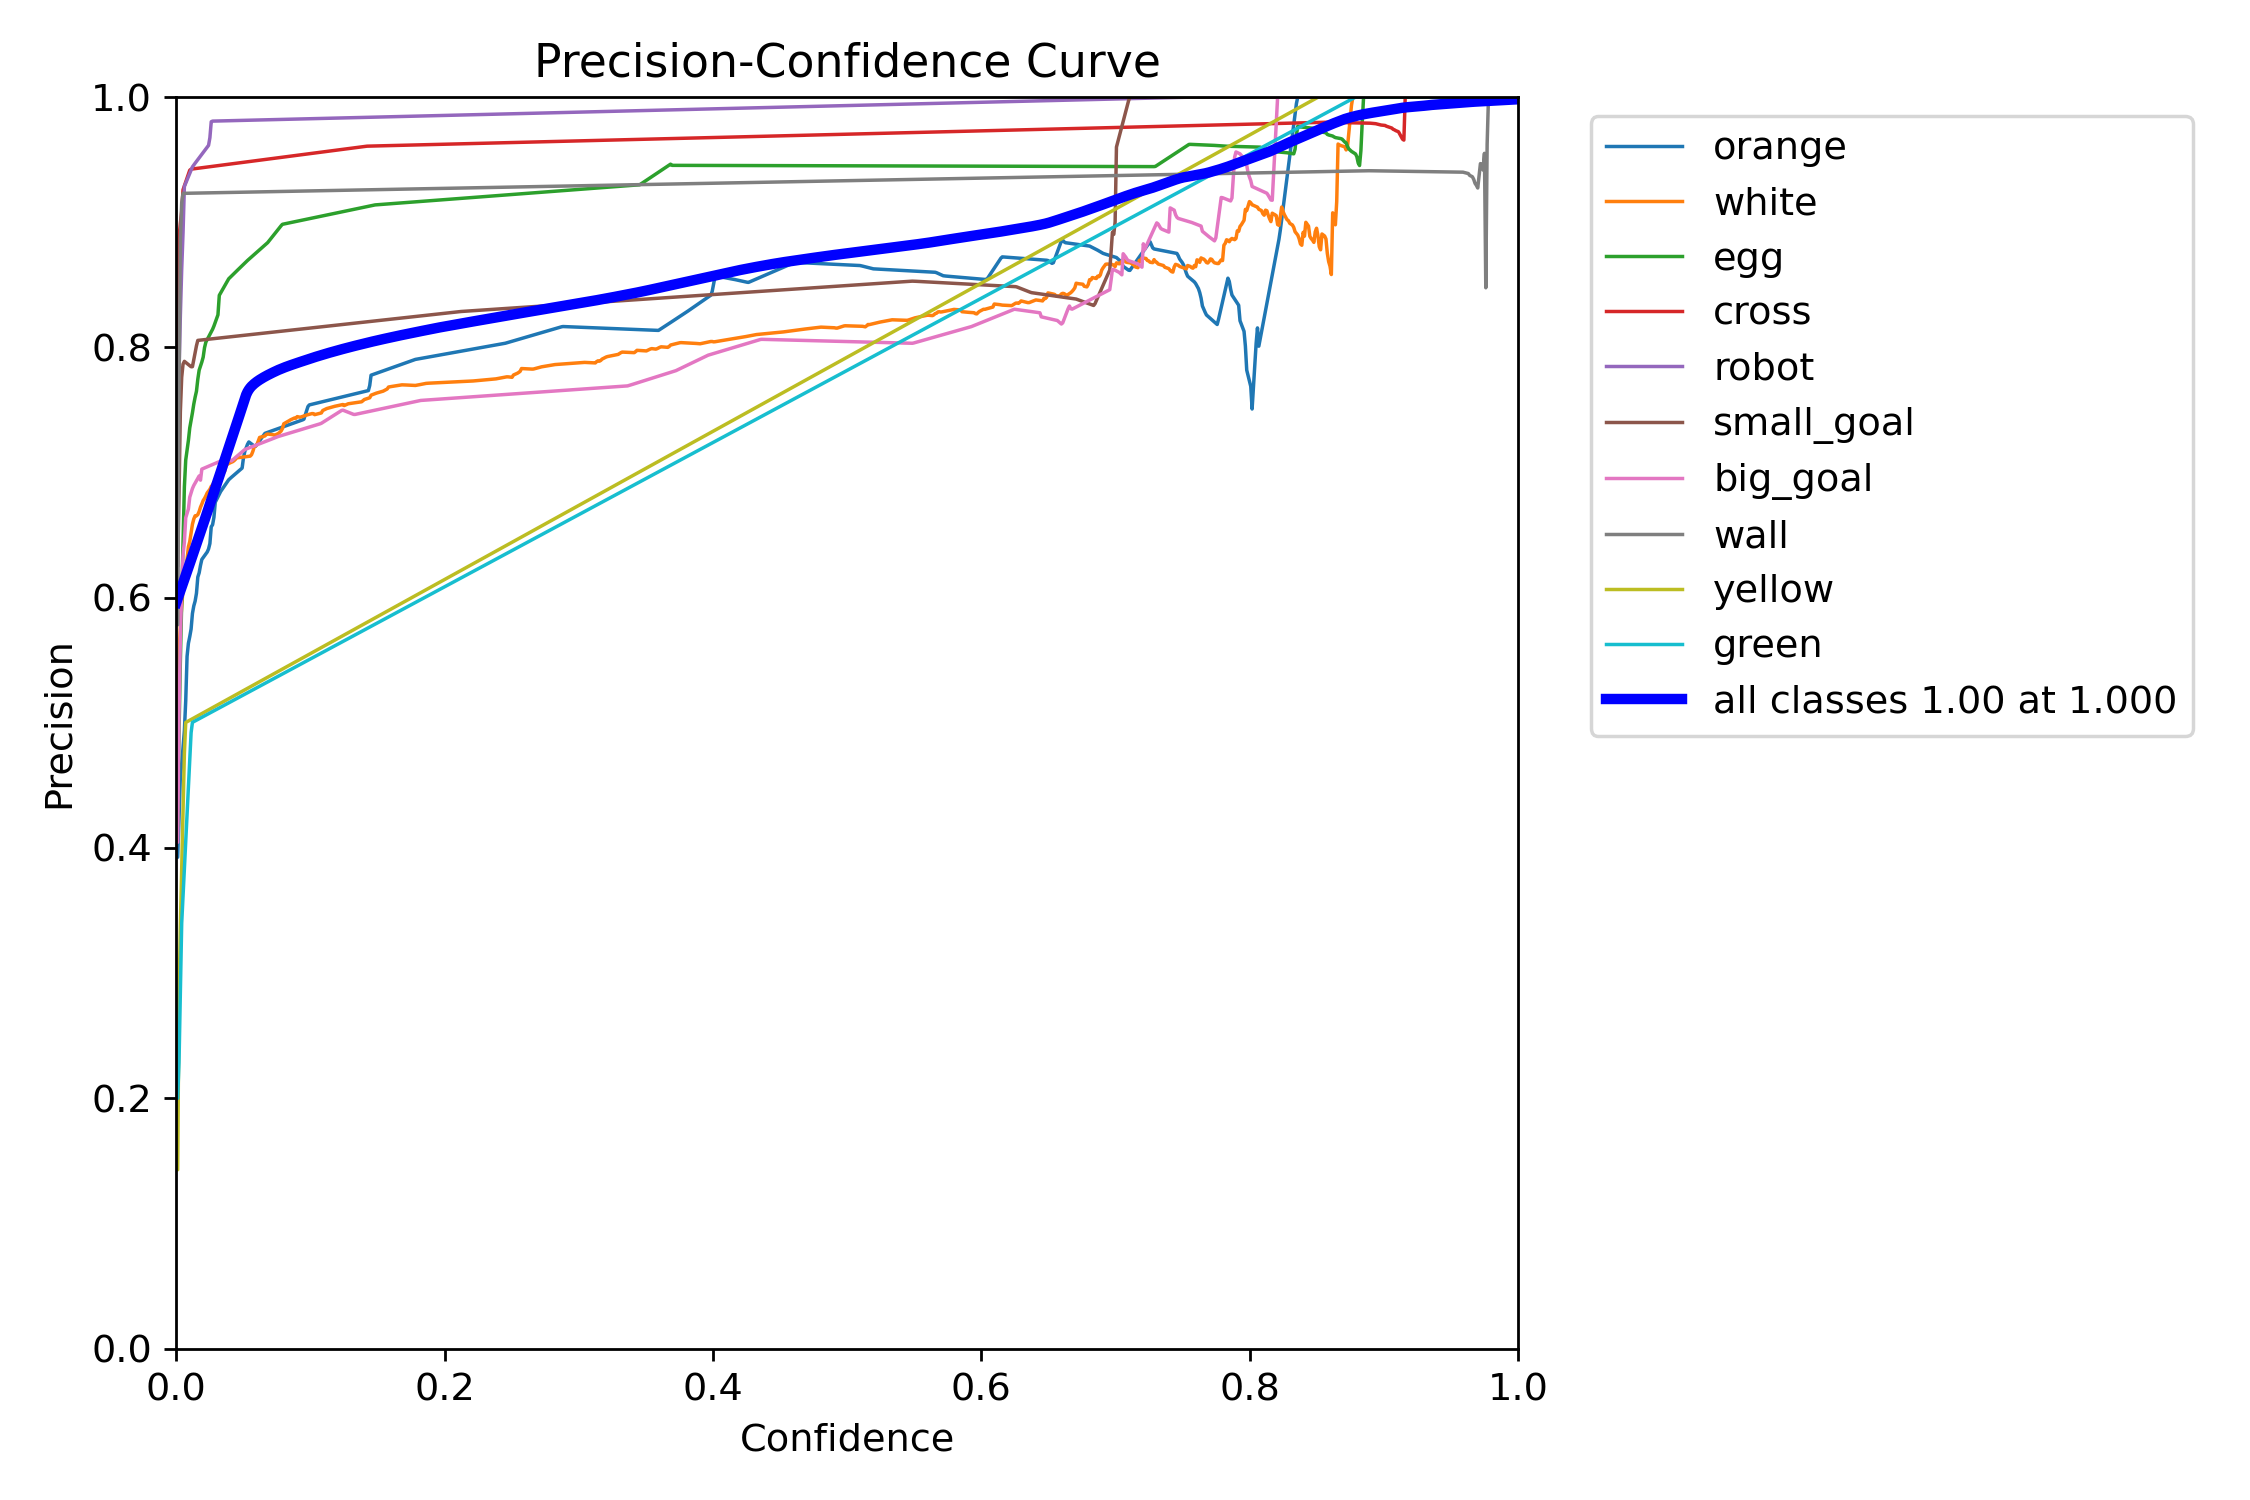 Precision-Confidence Curve
1.0
0.8
0.6
0.4
0.2
0.0
Precision
0.0 0.2 0.4 0.6 0.8 1.0
Confidence
orange
white
egg
cross
robot
small_goal
big_goal
wall
yellow
green
all classes 1.00 at 1.000